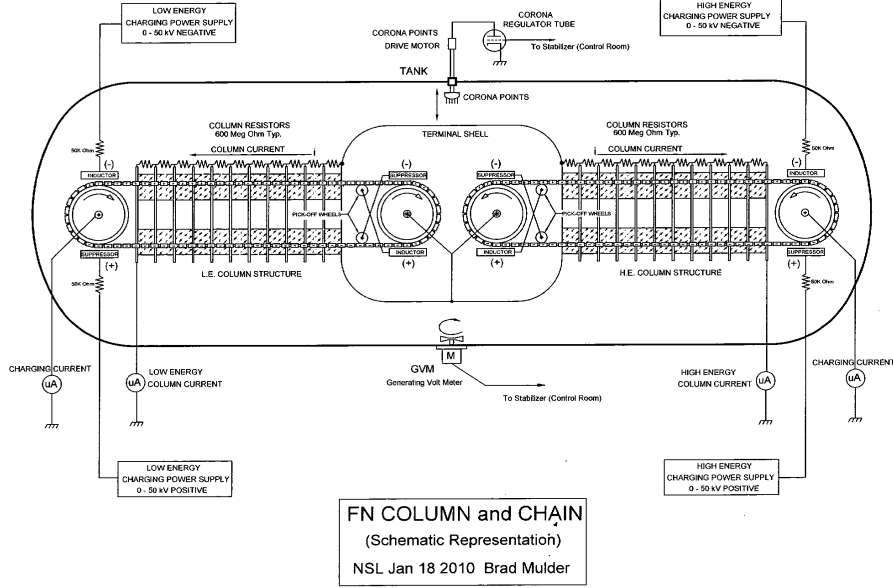 LOW ENERGY
CHARGING POWER SUPPLY
0 - 50 kV NEGATIVE
HIGH ENERGY
CHARGING POWER SUPPLY
0 - 50 kV NEGATIVE
CORONA POINTS
DRIVE MOTOR
CORONA
REGULATOR TUBE
To Stabilizer (Control Room)
TANK
CORONA POINTS
COLUMN RESISTORS
600 Meg Ohm Typ.
COLUMN CURRENT i
TERMINAL SHELL
COLUMN RESISTORS
600 Meg Ohm Typ.
i COLUMN CURRENT
50K Ohm
50K Ohm
(-)
INDUCTOR
(-)
SUPPRESSOR
(-)
SUPPRESSOR
(-)
INDUCTOR
PICK-OFF WHEELS
PICK-OFF WHEELS
SUPPRESSOR
(+)
INDUCTOR
(+)
INDUCTOR
(+)
SUPPRESSOR
(+)
50K Ohm
50K Ohm
L.E. COLUMN STRUCTURE
H.E. COLUMN STRUCTURE
M
GVM
Generating Volt Meter
To Stabilizer (Control Room)
CHARGING CURRENT
uA
LOW ENERGY
COLUMN CURRENT
uA
HIGH ENERGY
COLUMN CURRENT
uA
CHARGING CURRENT
uA
LOW ENERGY
CHARGING POWER SUPPLY
0 - 50 kV POSITIVE
HIGH ENERGY
CHARGING POWER SUPPLY
0 - 50 kV POSITIVE
FN COLUMN and CHAIN
(Schematic Representation)
NSL Jan 18 2010 Brad Mulder